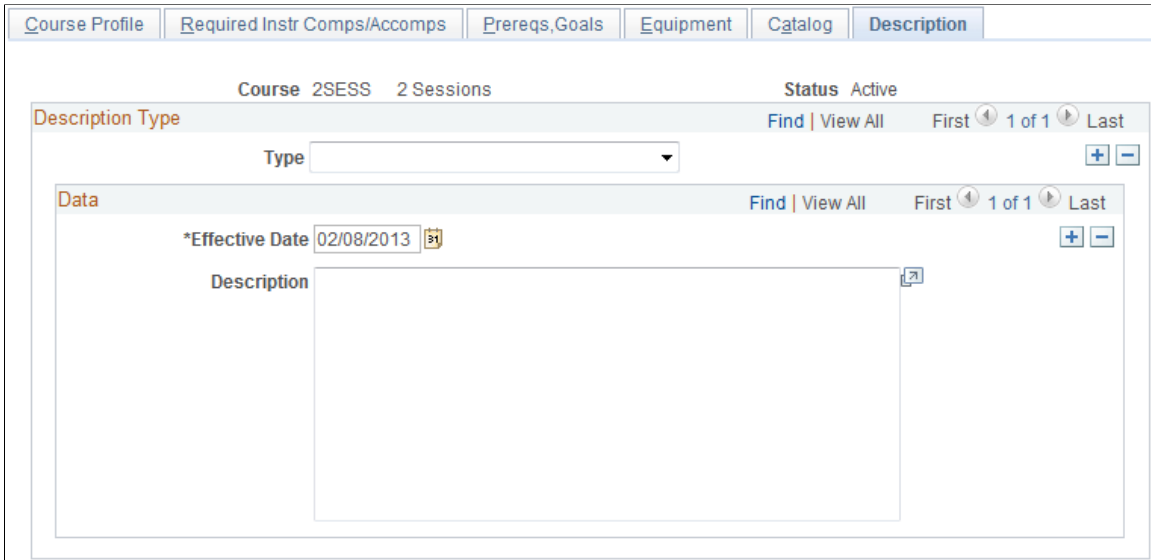 Course Profile Required Instr Comps/Accomps Prereqs,Goals Equipment Catalog Description
Course 2SESS 2 Sessions Status Active
Description Type Find | View All First 1 of 1 Last
Type
Data Find | View All First 1 of 1 Last
*Effective Date 02/08/2013 31
Description